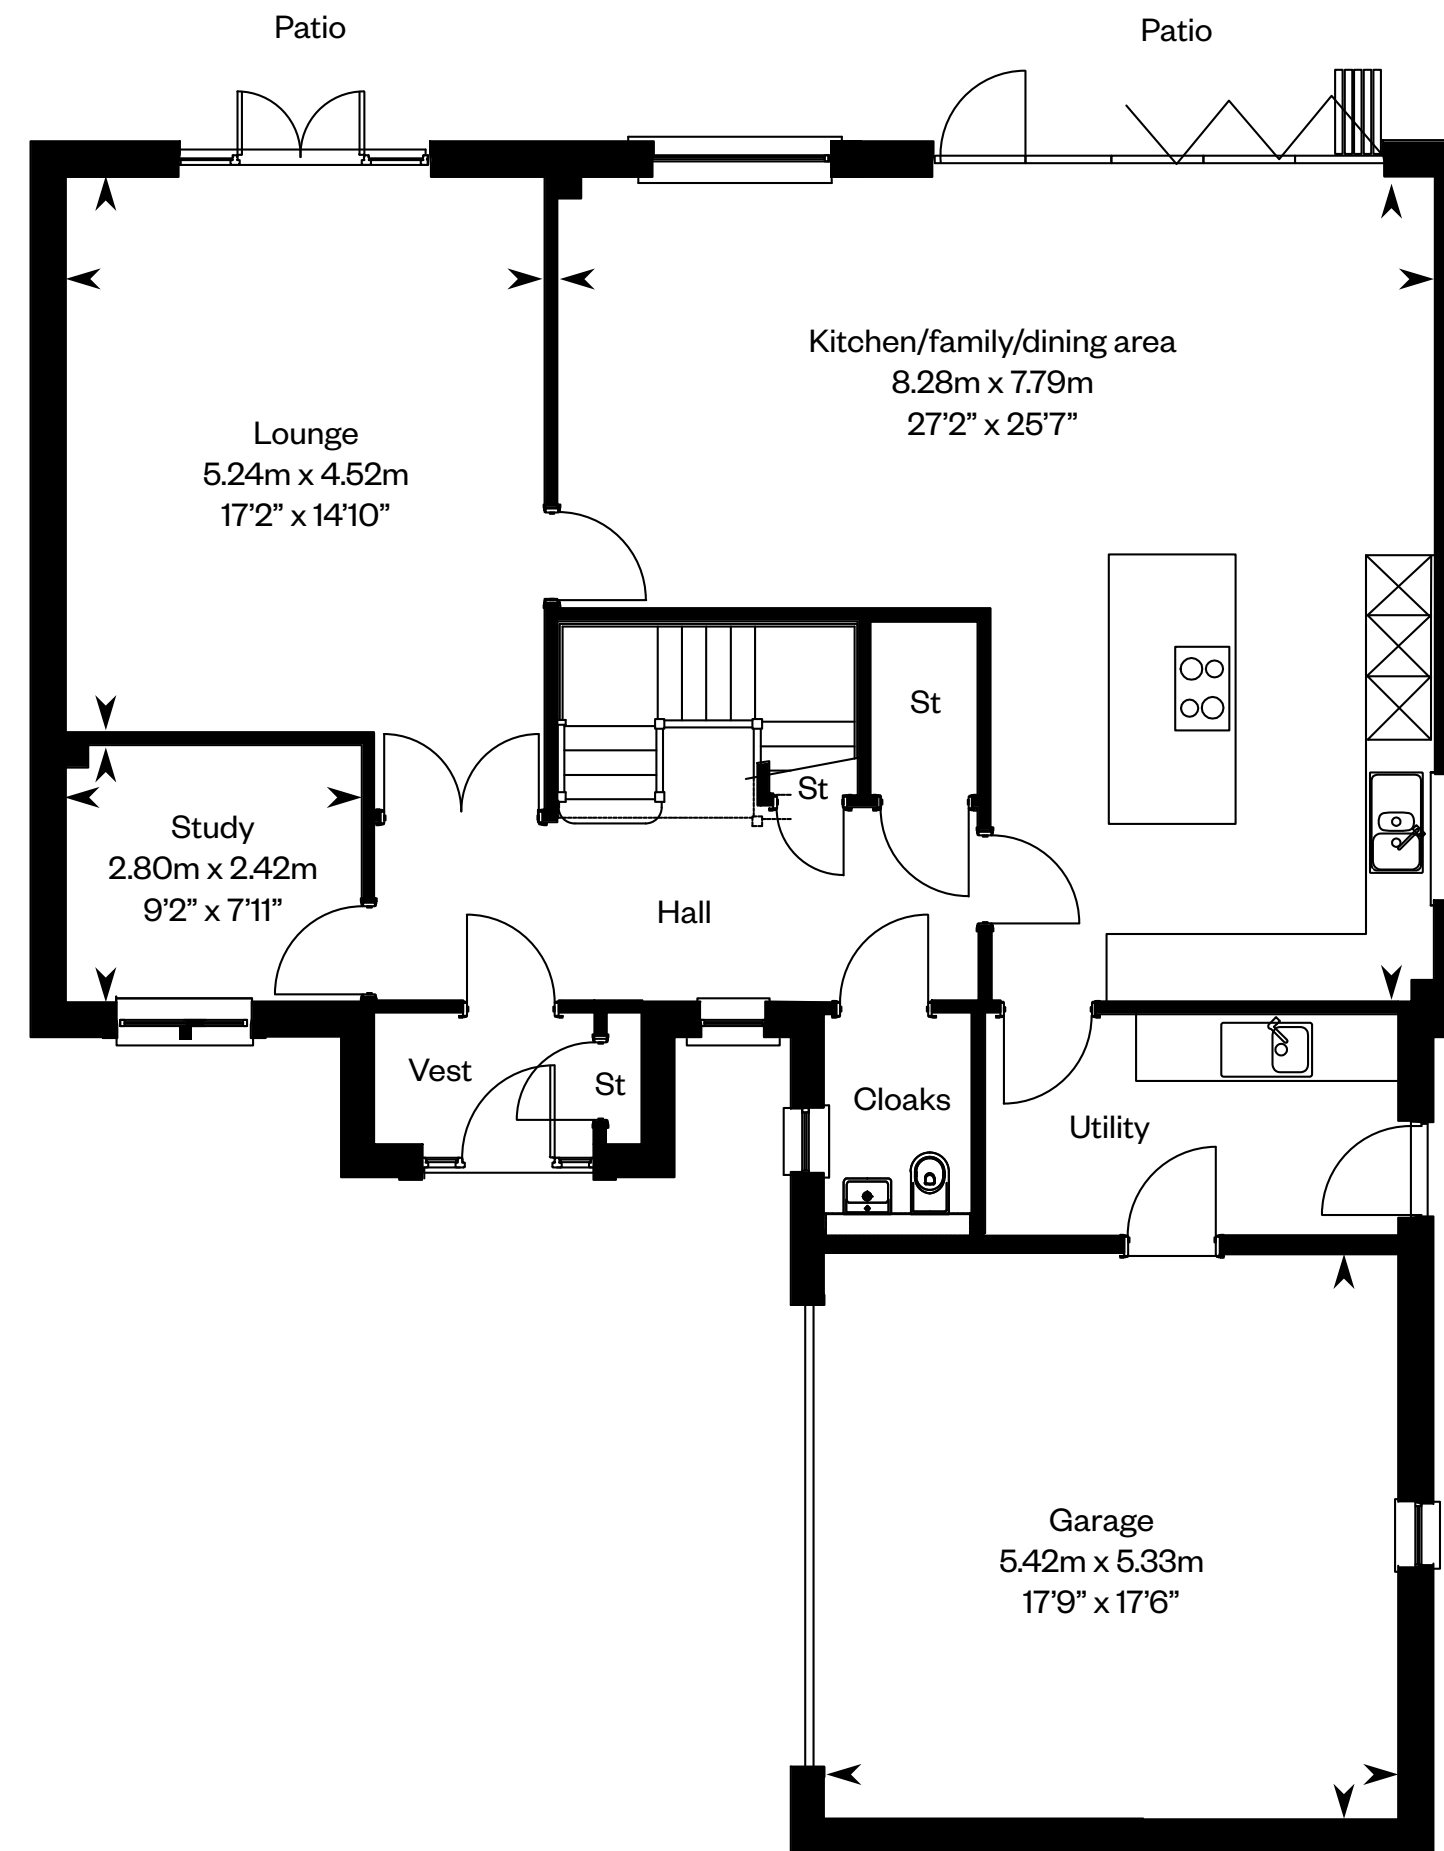 Patio
Patio
Kitchen/family/dining area
8.28m x 7.79m
27’2” x 25’7”
Lounge
5.24m x 4.52m
17’2” x 14’10”
St
St
Study
2.80m x 2.42m
9’2” x 7’11”
Hall
Vest
St
Cloaks
Utility
Garage
5.42m x 5.33m
17’9” x 17’6”